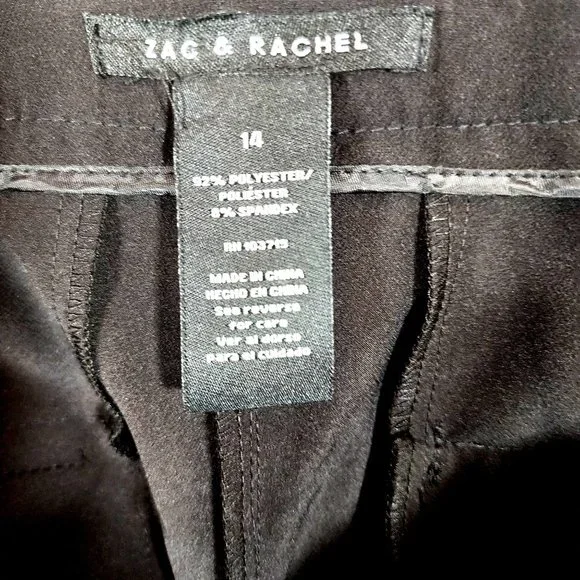 ZAC & RACHEL
14
92% POLYESTER/
POLIÉSTER
8% SPANDEX
RN 103719
MADE IN CHINA
HECHO EN CHINA
See reverse
for care
Ver al dorso
Para al cuidado